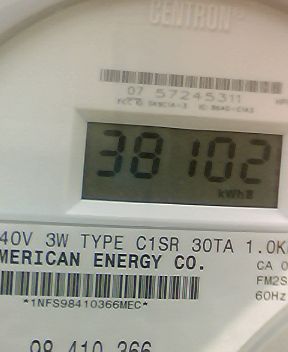 CENTRON®
07 57245311
38102
kWh
40V 3W TYPE C1SR 30TA 1.0K
MERICAN ENERGY CO.
CA 0
FM2S
60Hz
*1NFS98410366MEC*
98 410 366